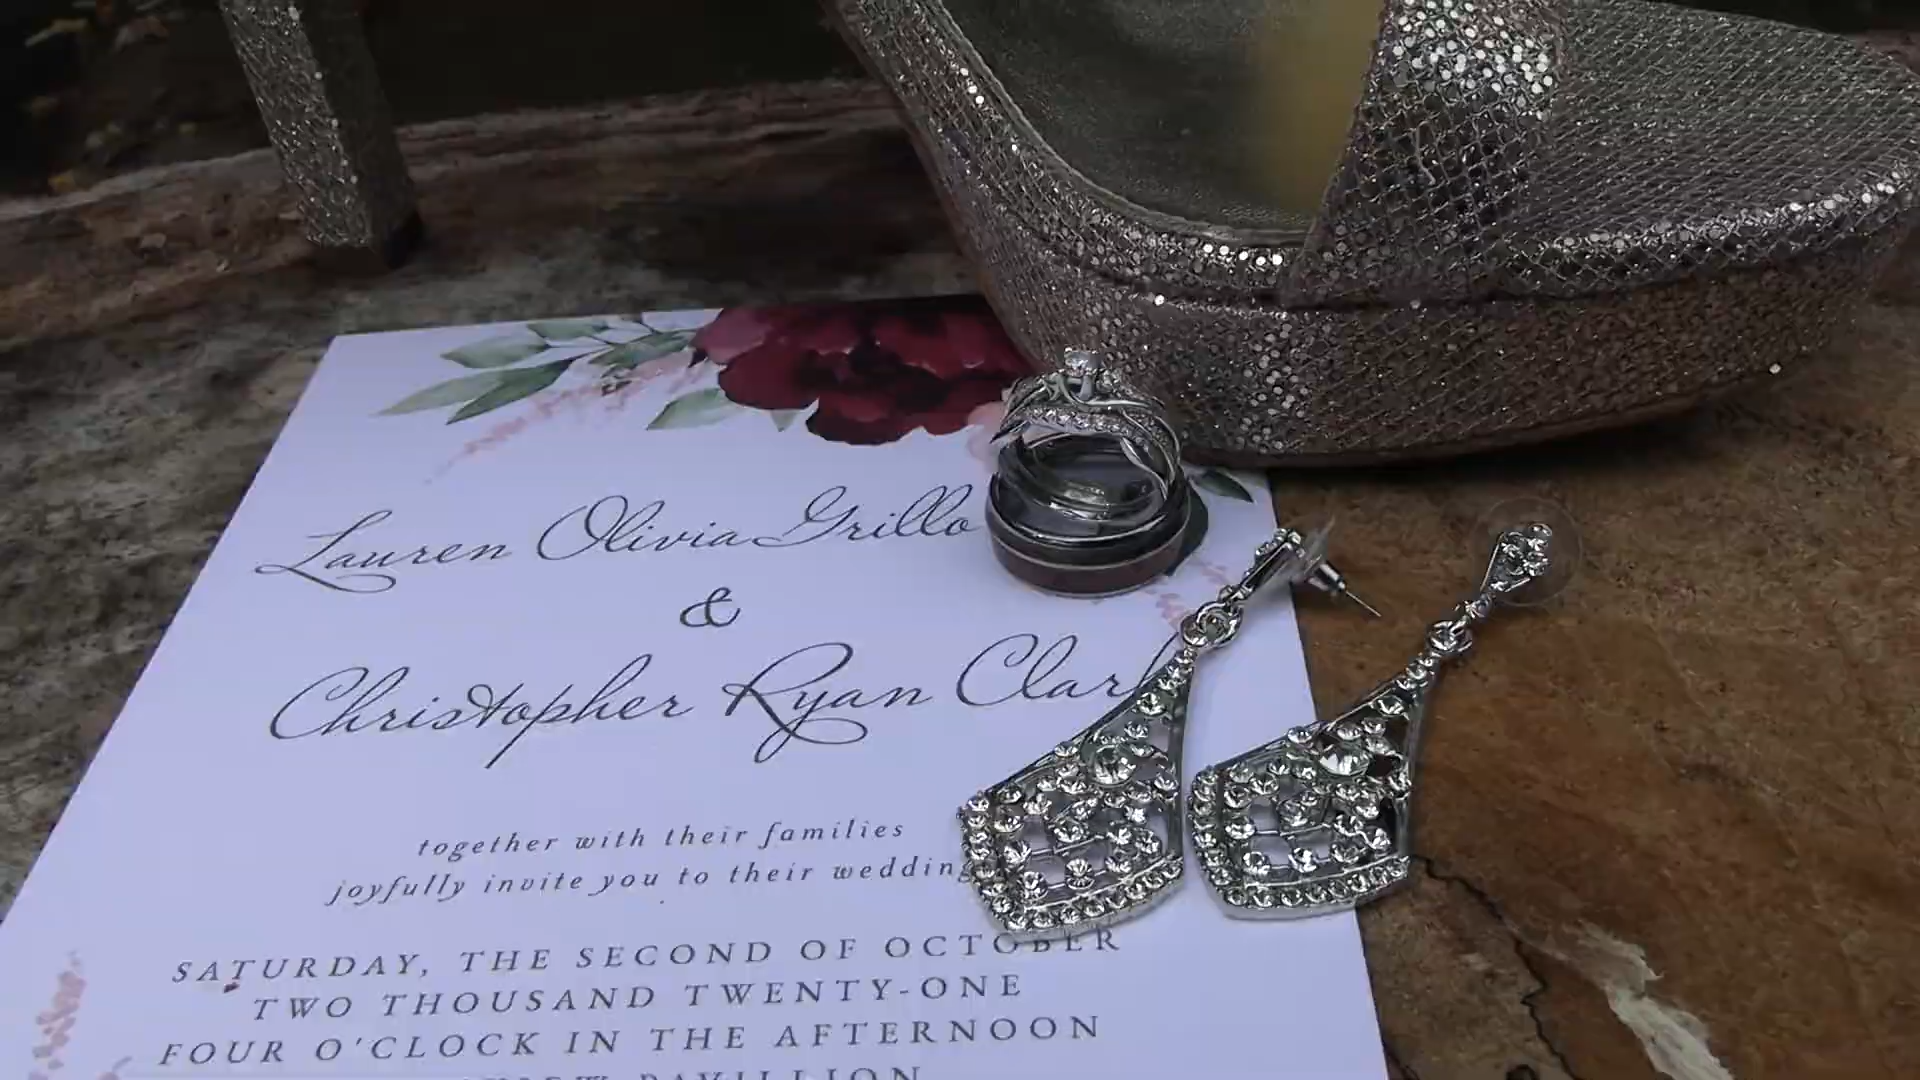 Lauren Olivia Grillo
&
Christopher Ryan
together with their families
joyfully invite you to their wedding
SATURDAY, THE SECOND OF OCTOBER
TWO THOUSAND TWENTY-ONE
FOUR O'CLOCK IN THE AFTERNOON
PAVILLION